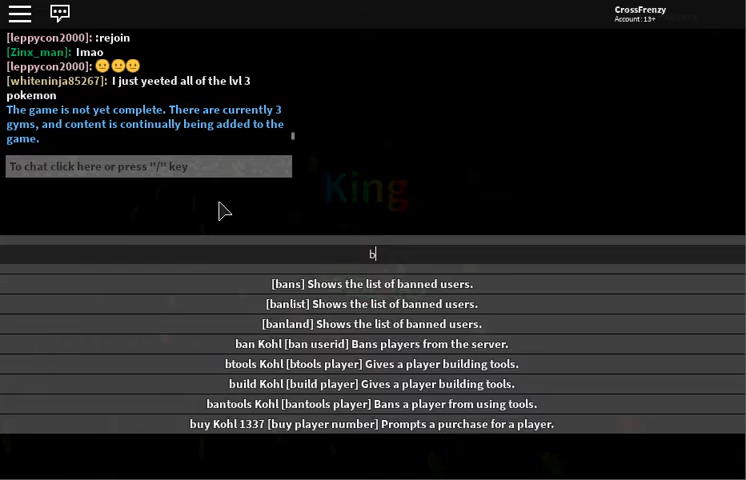 CrossFrenzy
Account: 13+
[leppycon2000]: :rejoin
[Zinx_man]: lmao
[leppycon2000]: 😐😐😐
[whiteninja85267]: I just yeeted all of the lvl 3
pokemon
The game is not yet complete. There are currently 3
gyms, and content is continually being added to the
game.
To chat click here or press "/" key
King
b
[bans] Shows the list of banned users.
[banlist] Shows the list of banned users.
[banland] Shows the list of banned users.
ban Kohl [ban userid] Bans players from the server.
btools Kohl [btools player] Gives a player building tools.
build Kohl [build player] Gives a player building tools.
bantools Kohl [bantools player] Bans a player from using tools.
buy Kohl 1337 [buy player number] Prompts a purchase for a player.